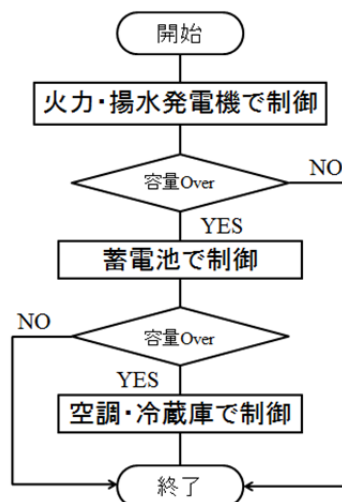 開始
火力・揚水発電機で制御
容量Over
NO
YES
蓄電池で制御
NO
容量Over
YES
空調・冷蔵庫で制御
終了